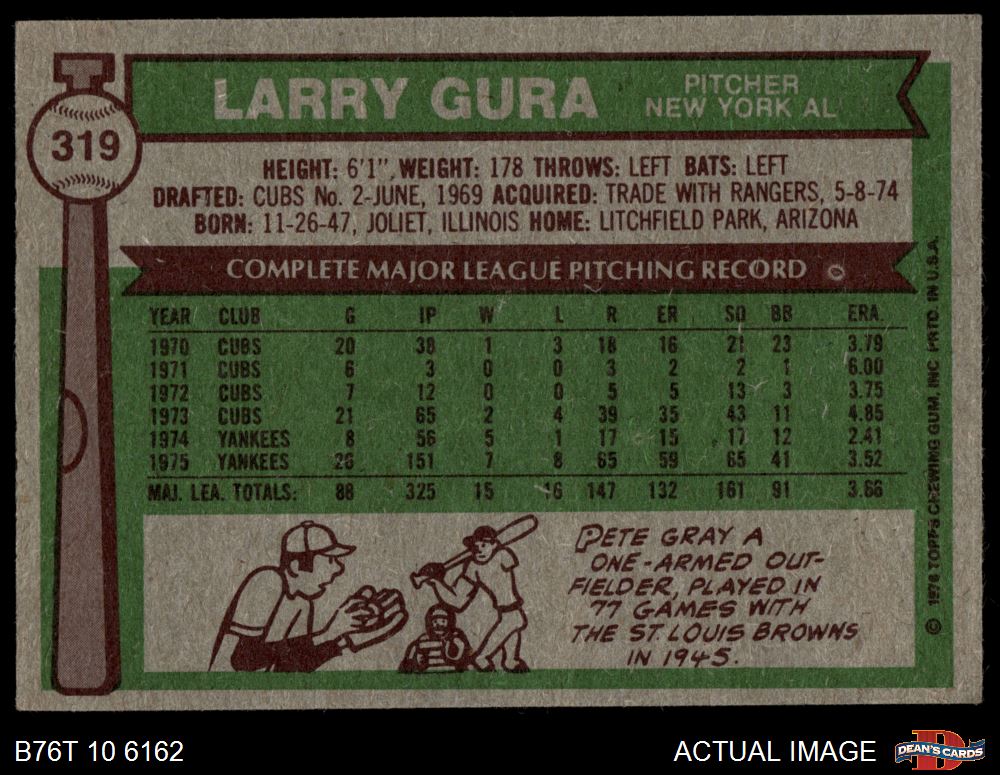 LARRY GURA
PITCHER
NEW YORK AL
319
HEIGHT: 6'1", WEIGHT: 178 THROWS: LEFT BATS: LEFT
DRAFTED: CUBS No. 2-JUNE, 1969 ACQUIRED: TRADE WITH RANGERS, 5-8-74
BORN: 11-26-47, JOLIET, ILLINOIS HOME: LITCHFIELD PARK, ARIZONA
COMPLETE MAJOR LEAGUE PITCHING RECORD
YEAR CLUB G IP W L R ER SO BB ERA
1970 CUBS 20 38 1 3 18 16 21 23 3.79
1971 CUBS 6 3 0 0 3 2 2 1 6.00
1972 CUBS 7 12 0 0 5 5 13 3 3.75
1973 CUBS 21 65 2 4 39 35 43 11 4.85
1974 YANKEES 8 56 5 1 17 15 17 12 2.41
1975 YANKEES 26 151 7 8 65 59 65 41 3.52
MAJ. LEA. TOTALS: 88 325 15 16 147 132 161 91 3.66
PETE GRAY A
ONE-ARMED OUT-
FIELDER, PLAYED IN
77 GAMES WITH
THE ST. LOUIS BROWNS
IN 1945.
© 1976 TOPPS CHEWING GUM, INC. PRTD. IN U.S.A.
B76T 10 6162
ACTUAL IMAGE
D
DEAN'S CARDS